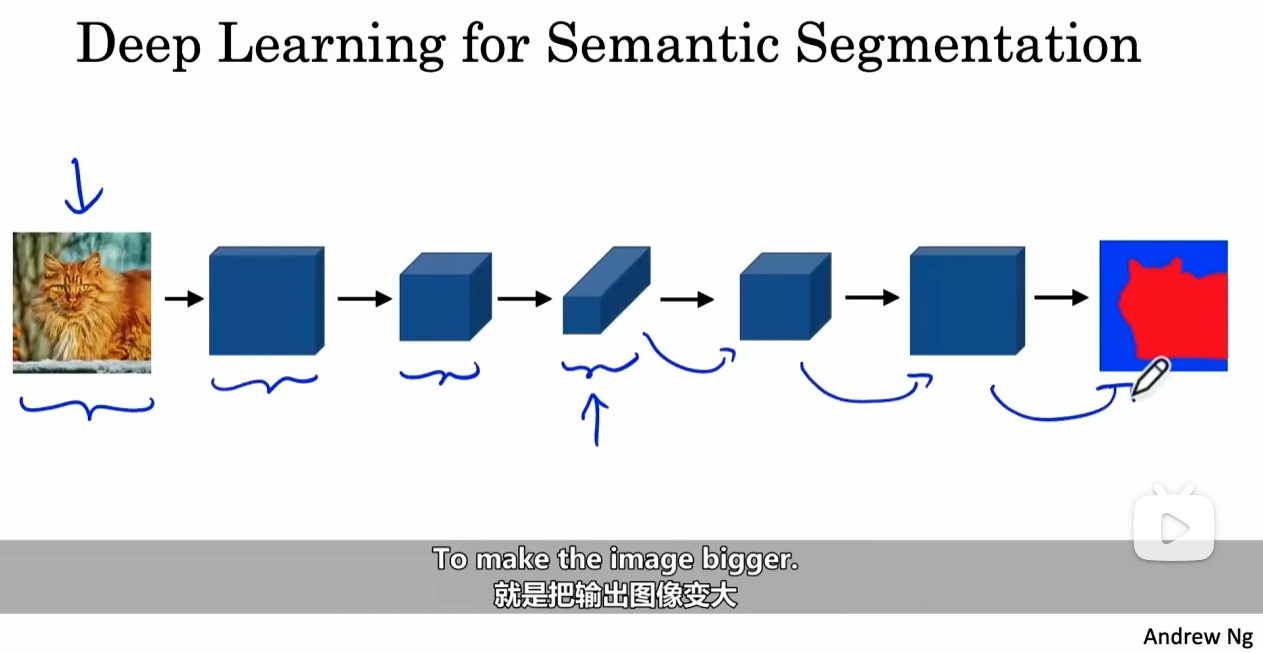 Deep Learning for Semantic Segmentation
To make the image bigger.
就是把输出图像变大
Andrew Ng